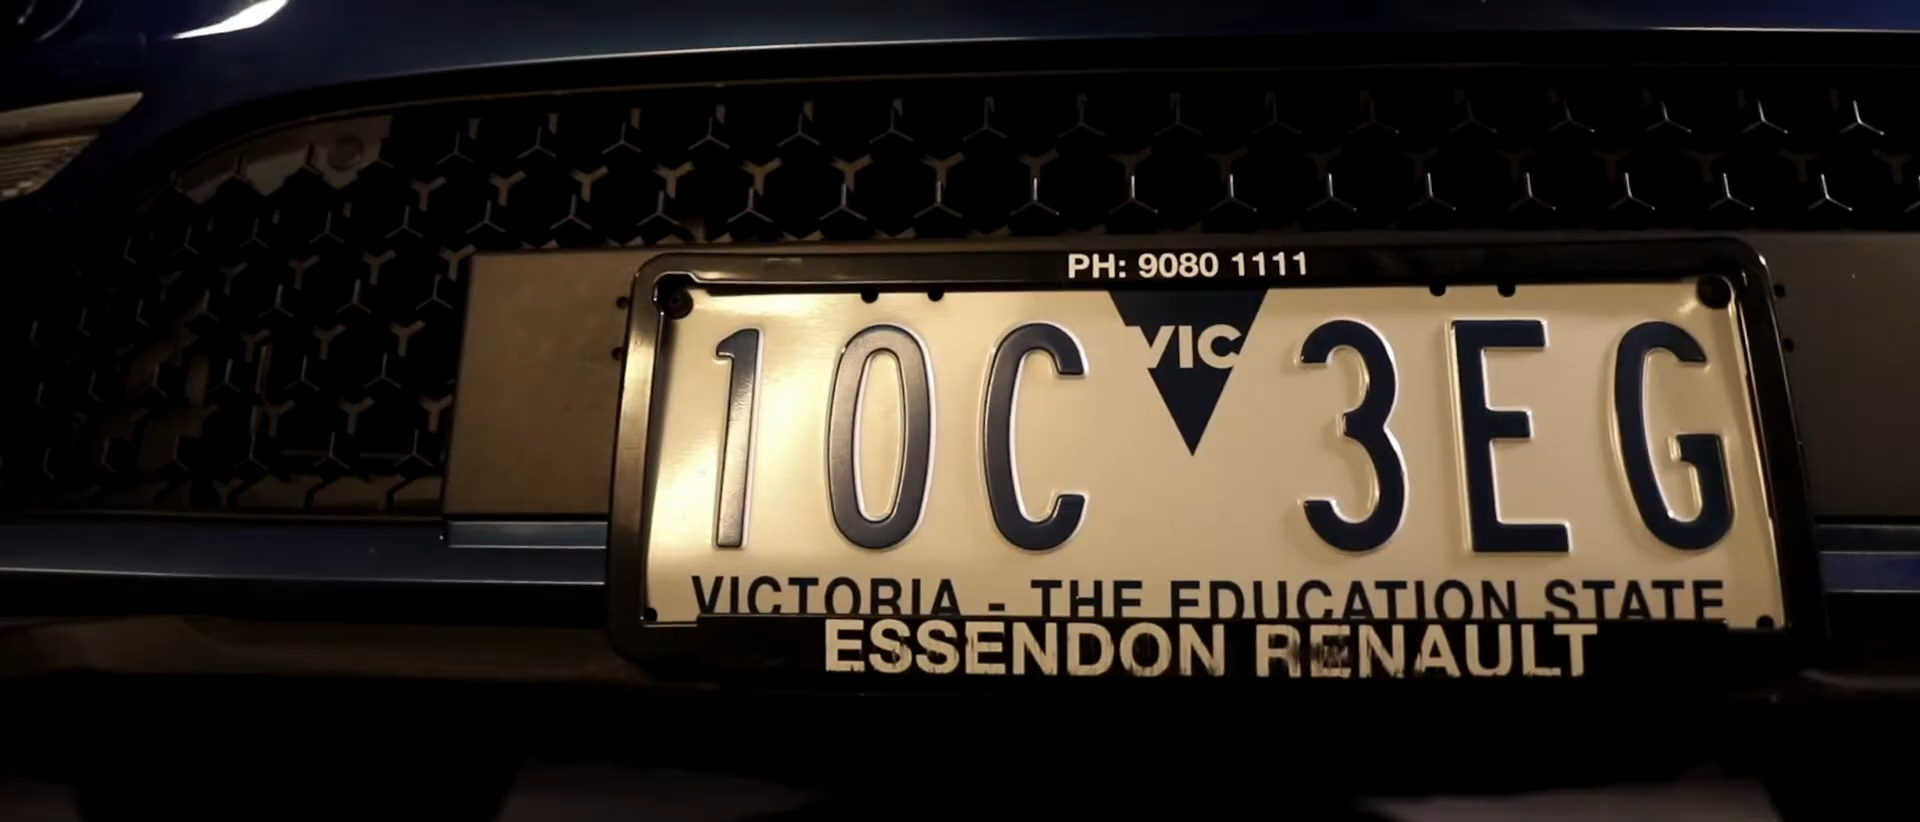 PH: 9080 1111
10C VIC 3EG
VICTORIA - THE EDUCATION STATE
ESSENDON RENAULT